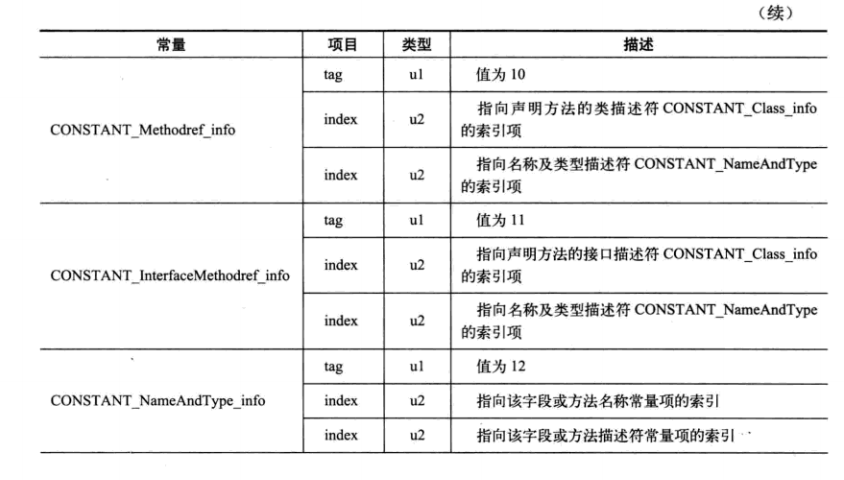 （续）
常量 项目 类型 描述
tag u1 值为 10
CONSTANT_Methodref_info index u2 指向声明方法的类描述符 CONSTANT_Class_info
的索引项
index u2 指向名称及类型描述符 CONSTANT_NameAndType
的索引项
tag u1 值为 11
CONSTANT_InterfaceMethodref_info index u2 指向声明方法的接口描述符 CONSTANT_Class_info
的索引项
index u2 指向名称及类型描述符 CONSTANT_NameAndType
的索引项
tag u1 值为 12
CONSTANT_NameAndType_info index u2 指向该字段或方法名称常量项的索引
index u2 指向该字段或方法描述符常量项的索引